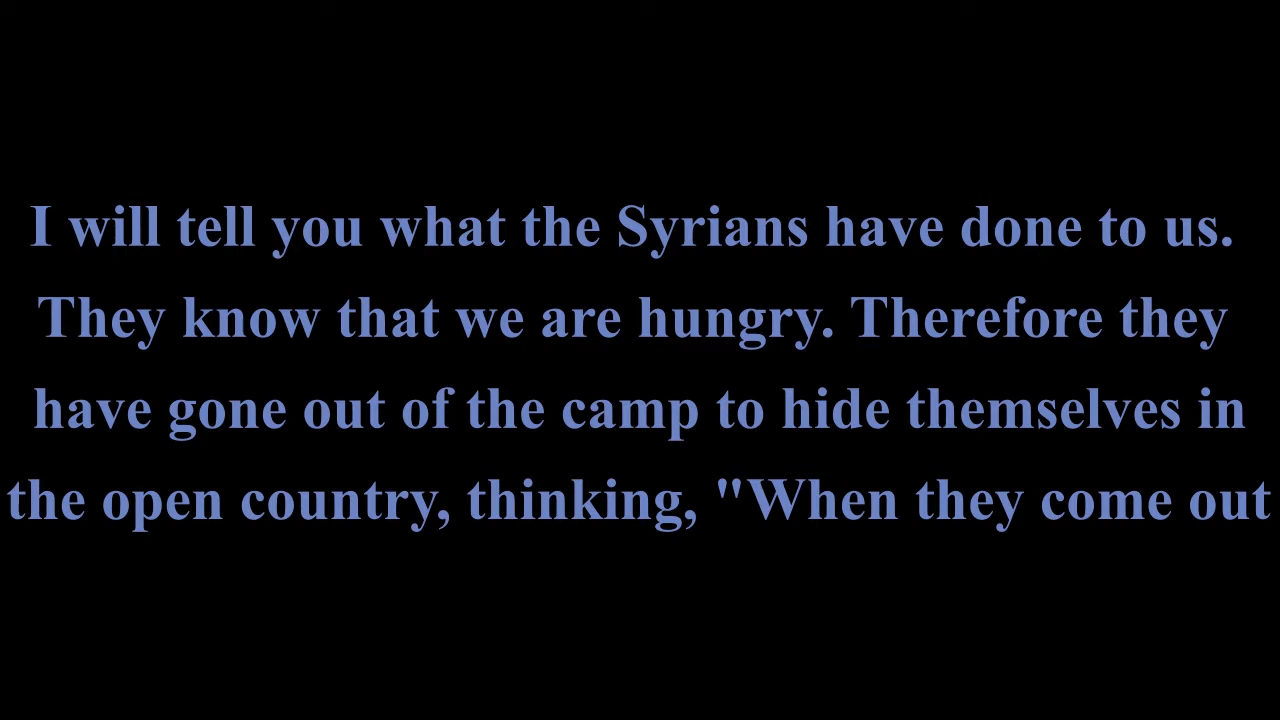 I will tell you what the Syrians have done to us.
They know that we are hungry. Therefore they
have gone out of the camp to hide themselves in
the open country, thinking, "When they come out